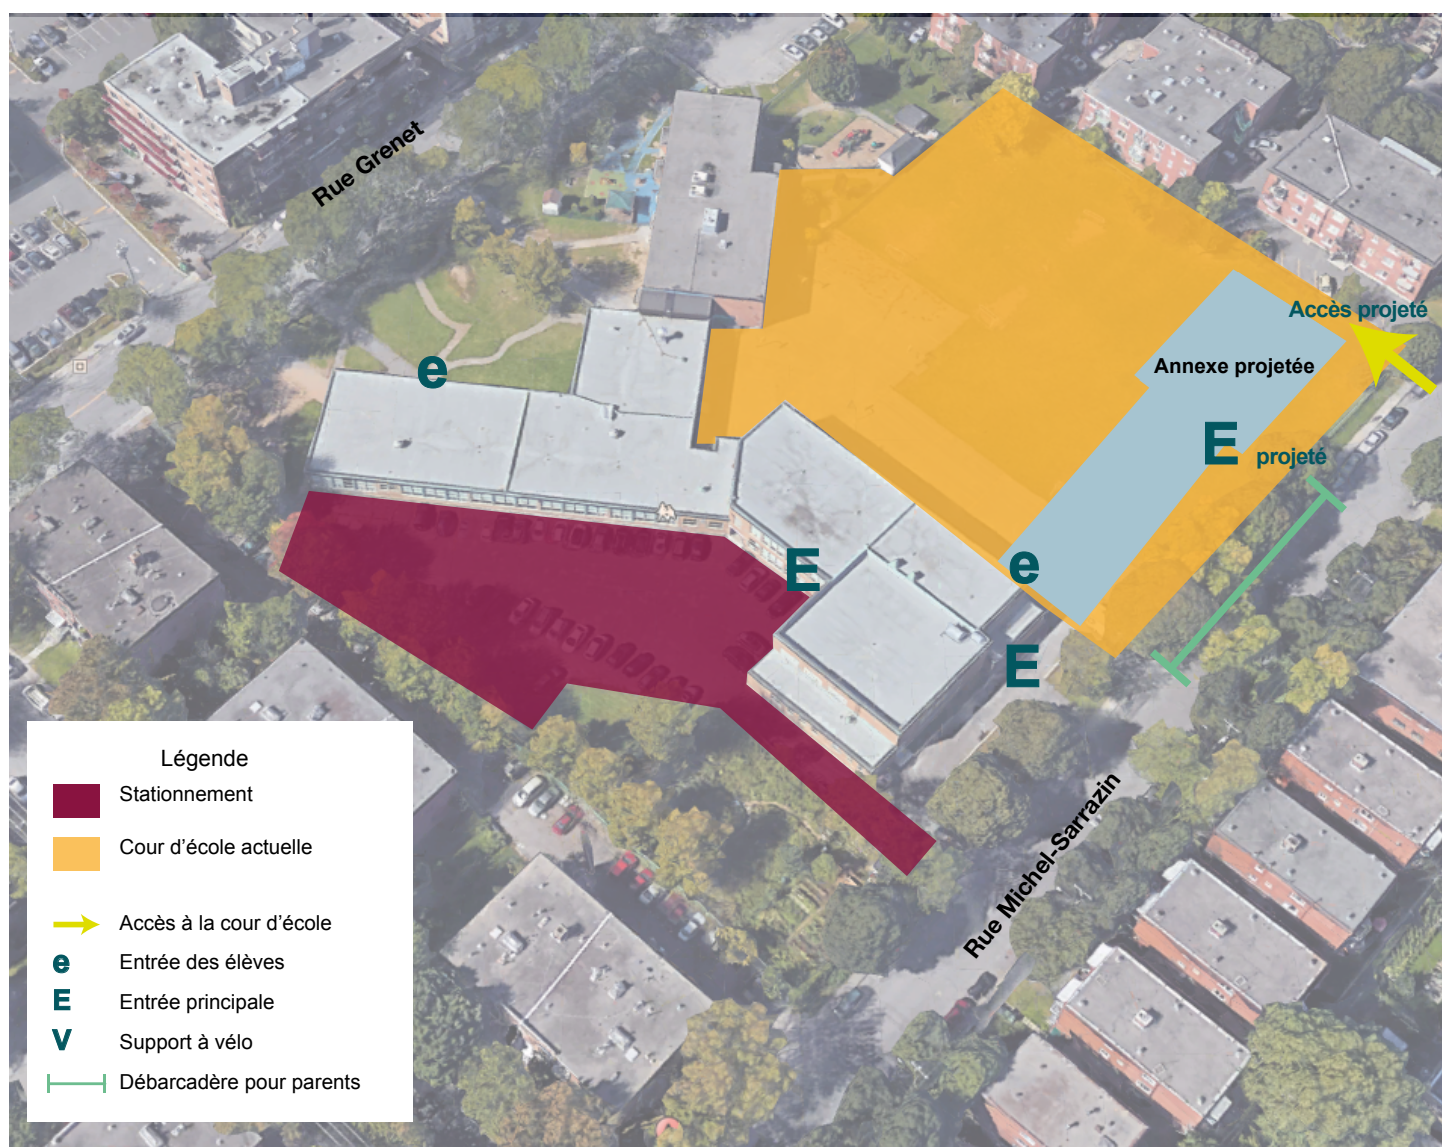 Rue Grenet
Accès projeté
Annexe projetée
e
E projeté
E
e
E
Rue Michel-Sarrazin
Légende
Stationnement
Cour d’école actuelle
Accès à la cour d’école
e Entrée des élèves
E Entrée principale
V Support à vélo
Débarcadère pour parents